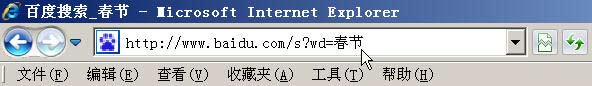 百度搜索_春节 - Microsoft Internet Explorer
http://www.baidu.com/s?wd=春节
文件(F) 编辑(E) 查看(V) 收藏夹(A) 工具(T) 帮助(H)